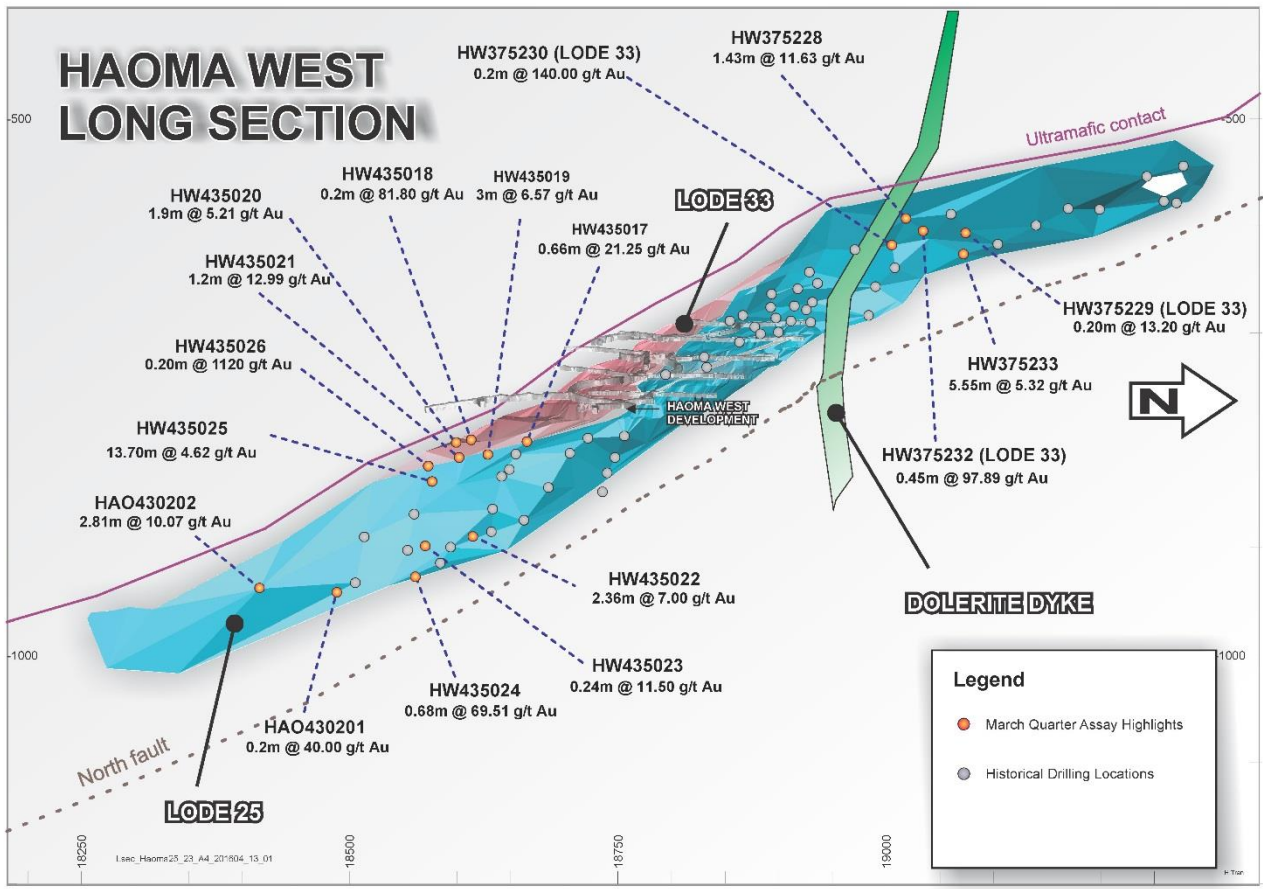 HAOMA WEST
LONG SECTION
HW375230 (LODE 33)
0.2m @ 140.00 g/t Au
HW375228
1.43m @ 11.63 g/t Au
-500
-500
Ultramafic contact
HW435018
0.2m @ 81.80 g/t Au
HW435019
3m @ 6.57 g/t Au
HW435020
1.9m @ 5.21 g/t Au
LODE 33
HW435017
0.66m @ 21.25 g/t Au
HW435021
1.2m @ 12.99 g/t Au
HW435026
0.20m @ 1120 g/t Au
HW375229 (LODE 33)
0.20m @ 13.20 g/t Au
HW375233
5.55m @ 5.32 g/t Au
N
HAOMA WEST
DEVELOPMENT
HW435025
13.70m @ 4.62 g/t Au
HW375232 (LODE 33)
0.45m @ 97.89 g/t Au
HAO430202
2.81m @ 10.07 g/t Au
HW435022
2.36m @ 7.00 g/t Au
DOLERITE DYKE
-1000
-1000
HW435023
0.24m @ 11.50 g/t Au
HW435024
0.68m @ 69.51 g/t Au
HAO430201
0.2m @ 40.00 g/t Au
North fault
LODE 25
Legend
March Quarter Assay Highlights
Historical Drilling Locations
18250
18500
18750
19000
Lsec_Haoma25_23_A4_201604_13_01
H Tran